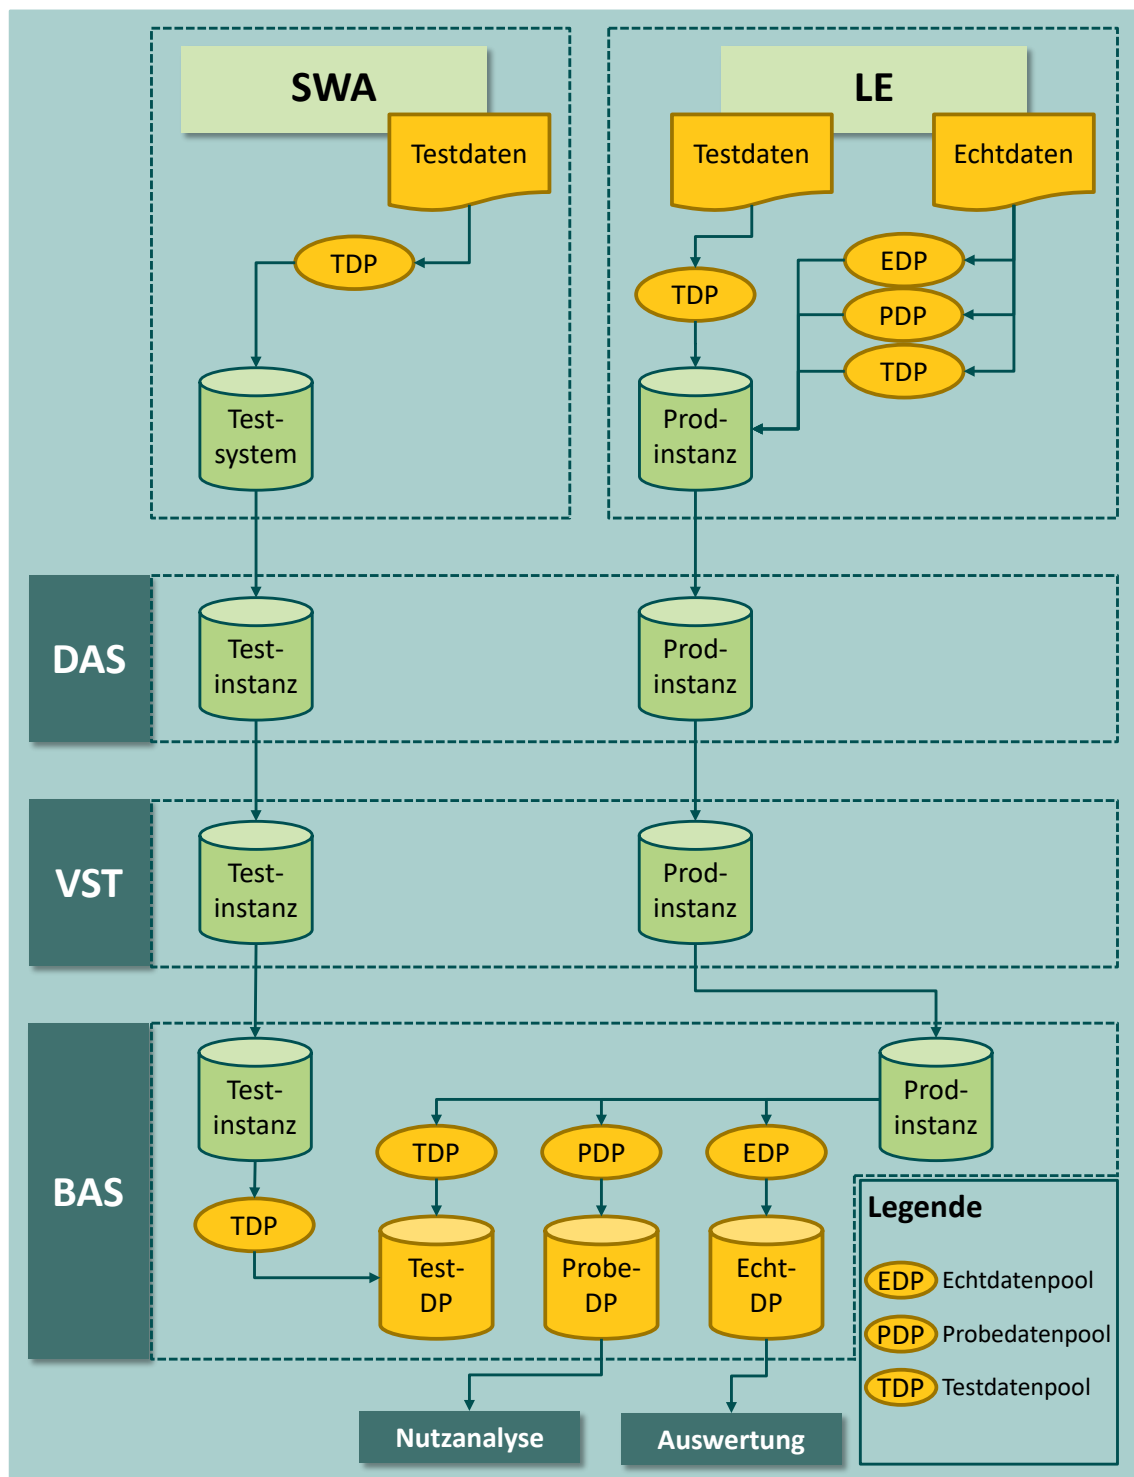 SWA
LE
Testdaten
Testdaten
Echtdaten
TDP
TDP
EDP
PDP
TDP
Test-
system
Prod-
instanz
DAS
Test-
instanz
Prod-
instanz
VST
Test-
instanz
Prod-
instanz
BAS
Test-
instanz
Prod-
instanz
TDP
PDP
EDP
TDP
Test-
DP
Probe-
DP
Echt-
DP
Legende
EDP Echtdatenpool
PDP Probedatenpool
TDP Testdatenpool
Nutzanalyse
Auswertung